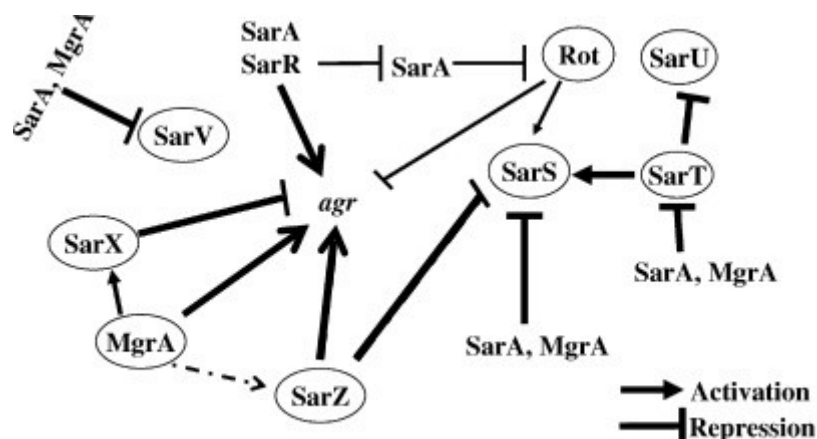 SarA
SarR
SarA
Rot
SarU
SarA, MgrA
SarV
agr
SarS
SarT
SarX
SarA, MgrA
MgrA
SarA, MgrA
SarZ
Activation
Repression